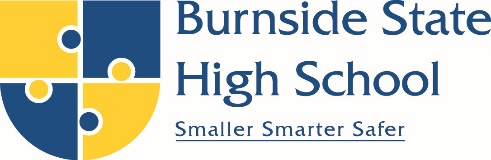 Burnside State
High School
Smaller Smarter Safer